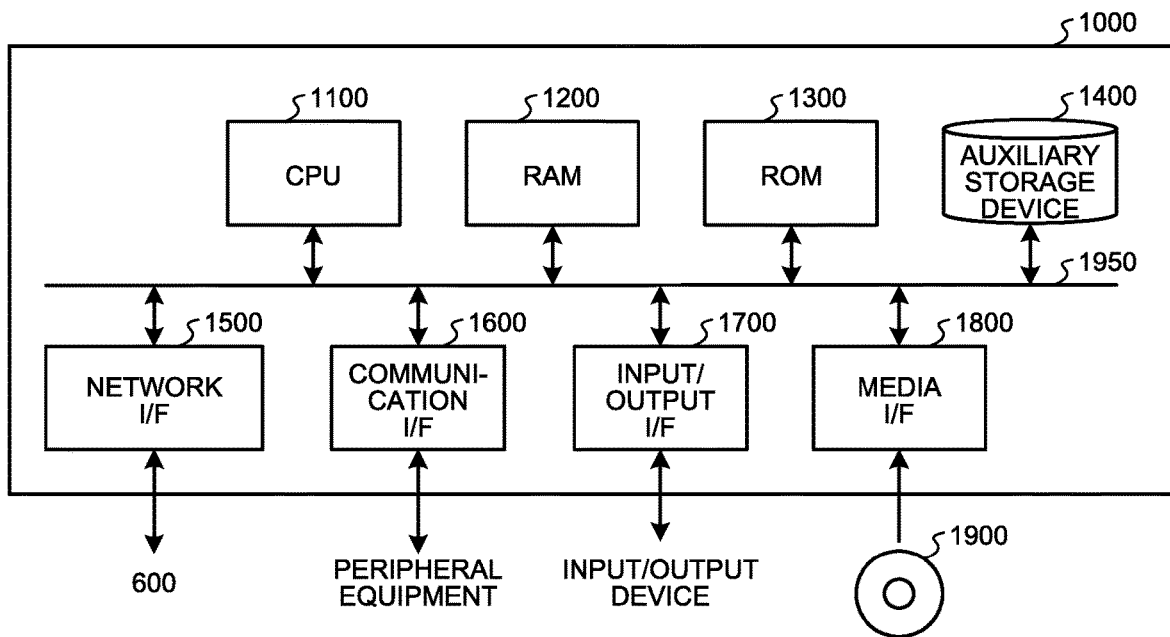 1000
1100
1200
1300
1400
CPU
RAM
ROM
AUXILIARY
STORAGE
DEVICE
1950
1500
1600
1700
1800
NETWORK
I/F
COMMUNI-
CATION
I/F
INPUT/
OUTPUT
I/F
MEDIA
I/F
600
PERIPHERAL
EQUIPMENT
INPUT/OUTPUT
DEVICE
1900